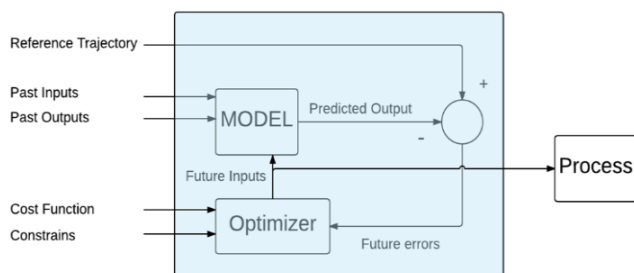 Reference Trajectory
+
Past Inputs
Past Outputs
MODEL
Predicted Output
-
Future Inputs
Process
Cost Function
Constrains
Optimizer
Future errors